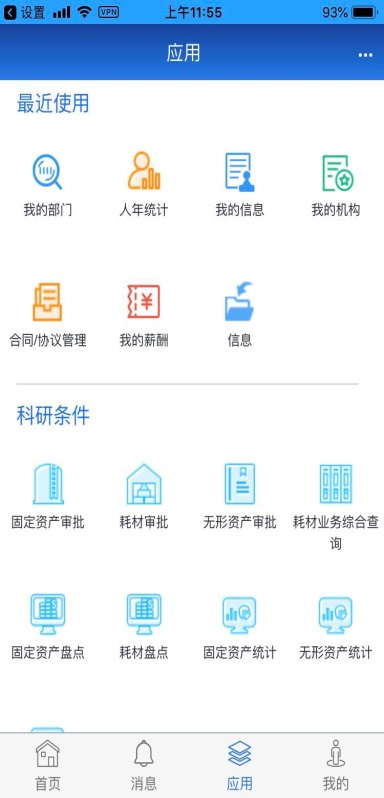 设置 VPN 上午11:55 93%
应用
最近使用
我的部门 人年统计 我的信息 我的机构
合同/协议管理 我的薪酬 信息
科研条件
固定资产审批 耗材审批 无形资产审批 耗材业务综合查
询
固定资产盘点 耗材盘点 固定资产统计 无形资产统计
首页 消息 应用 我的